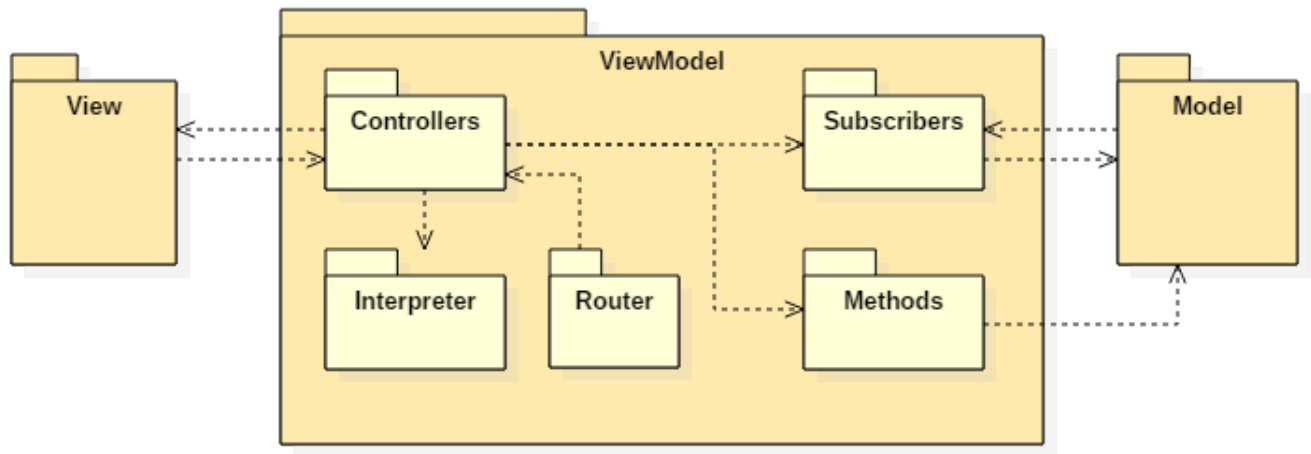 ViewModel
View
Controllers
Subscribers
Model
Interpreter
Router
Methods